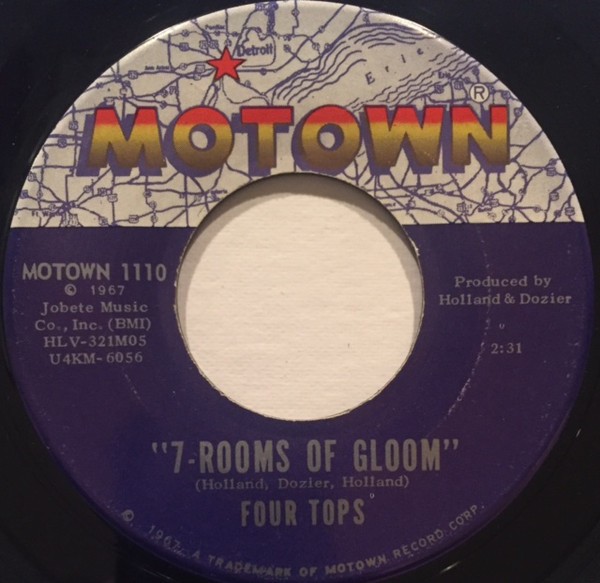 Detroit
Erie
MOTOWN®
MOTOWN 1110
© 1967
Jobete Music
Co., Inc. (BMI)
HLV-321M05
U4KM-6056
Produced by
Holland & Dozier
2:31
"7-ROOMS OF GLOOM"
(Holland, Dozier, Holland)
FOUR TOPS
©. 1967. A TRADEMARK OF MOTOWN RECORD CORP.